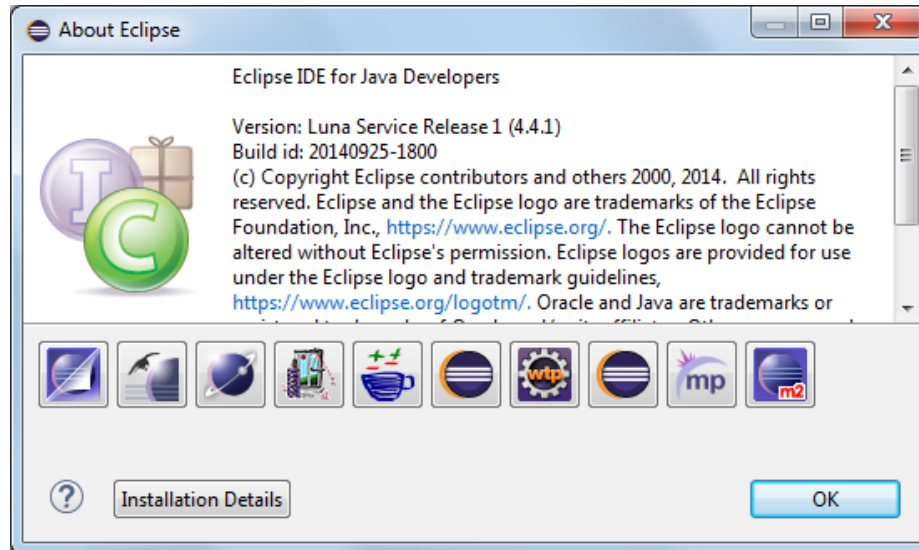 About Eclipse
Eclipse IDE for Java Developers
Version: Luna Service Release 1 (4.4.1)
Build id: 20140925-1800
(c) Copyright Eclipse contributors and others 2000, 2014.  All rights
reserved. Eclipse and the Eclipse logo are trademarks of the Eclipse
Foundation, Inc., https://www.eclipse.org/. The Eclipse logo cannot be
altered without Eclipse's permission. Eclipse logos are provided for use
under the Eclipse logo and trademark guidelines,
https://www.eclipse.org/logotm/. Oracle and Java are trademarks or
I
C
wtp
mp
m2
?
Installation Details
OK